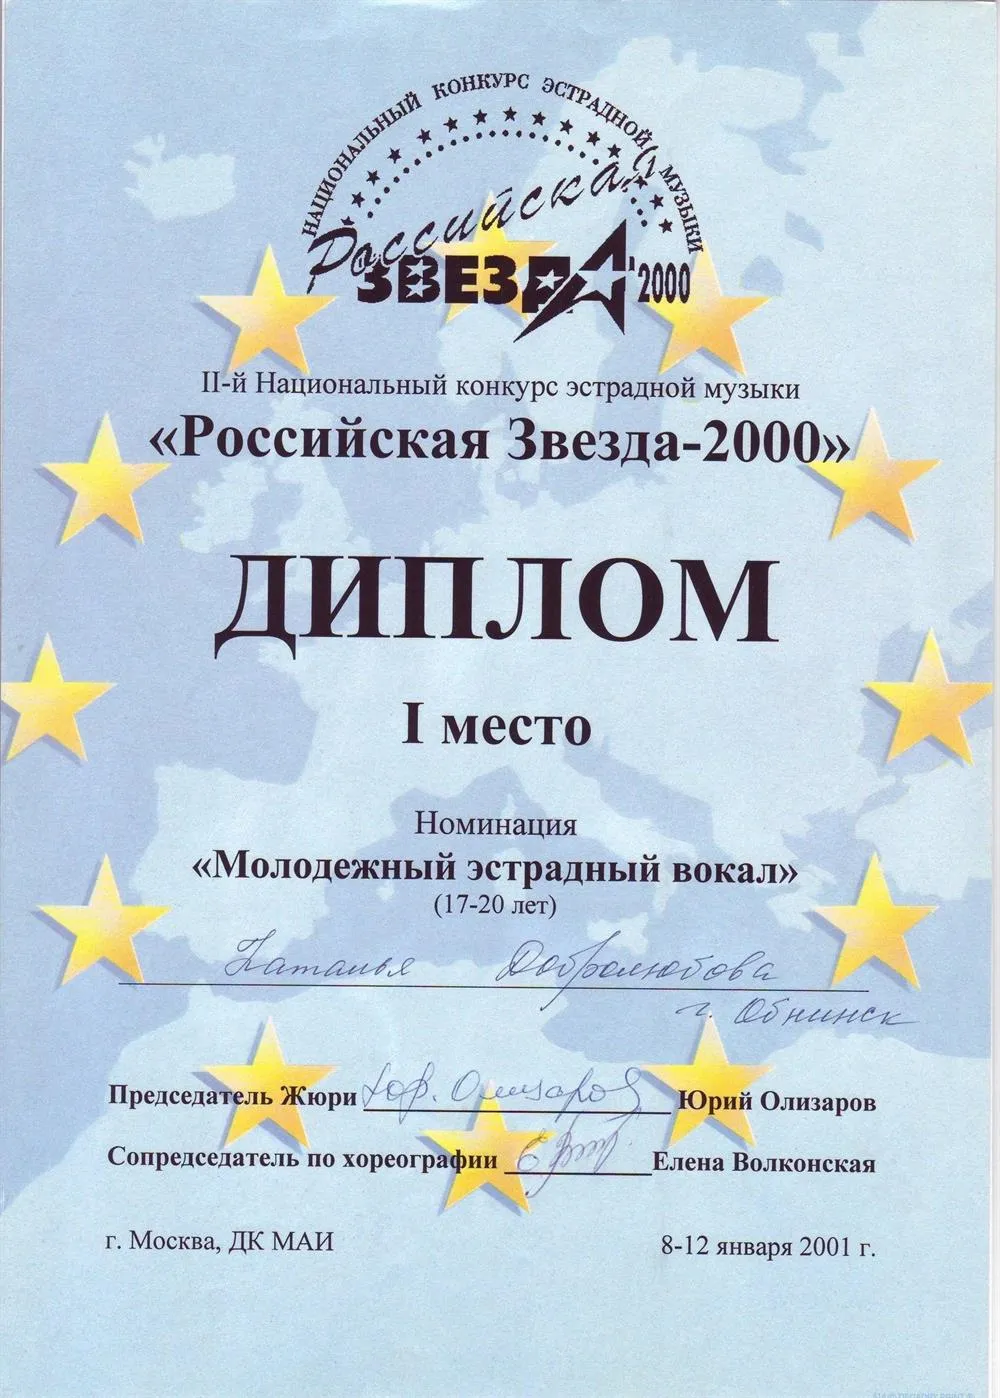 НАЦИОНАЛЬНЫЙ КОНКУРС ЭСТРАДНОЙ МУЗЫКИ
Российская
ЗВЕЗДА'2000
II-й Национальный конкурс эстрадной музыки
«Российская Звезда-2000»
ДИПЛОМ
I место
Номинация
«Молодежный эстрадный вокал»
(17-20 лет)
Наталья Добролюбова
г. Обнинск
Председатель Жюри Юрий Олизаров
Сопредседатель по хореографии Елена Волконская
г. Москва, ДК МАИ 8-12 января 2001 г.